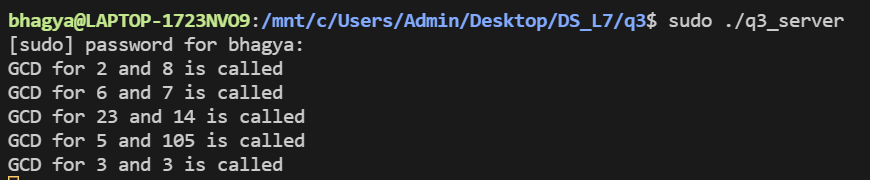 bhagya@LAPTOP-1723NVO9:/mnt/c/Users/Admin/Desktop/DS_L7/q3$ sudo ./q3_server
[sudo] password for bhagya:
GCD for 2 and 8 is called
GCD for 6 and 7 is called
GCD for 23 and 14 is called
GCD for 5 and 105 is called
GCD for 3 and 3 is called